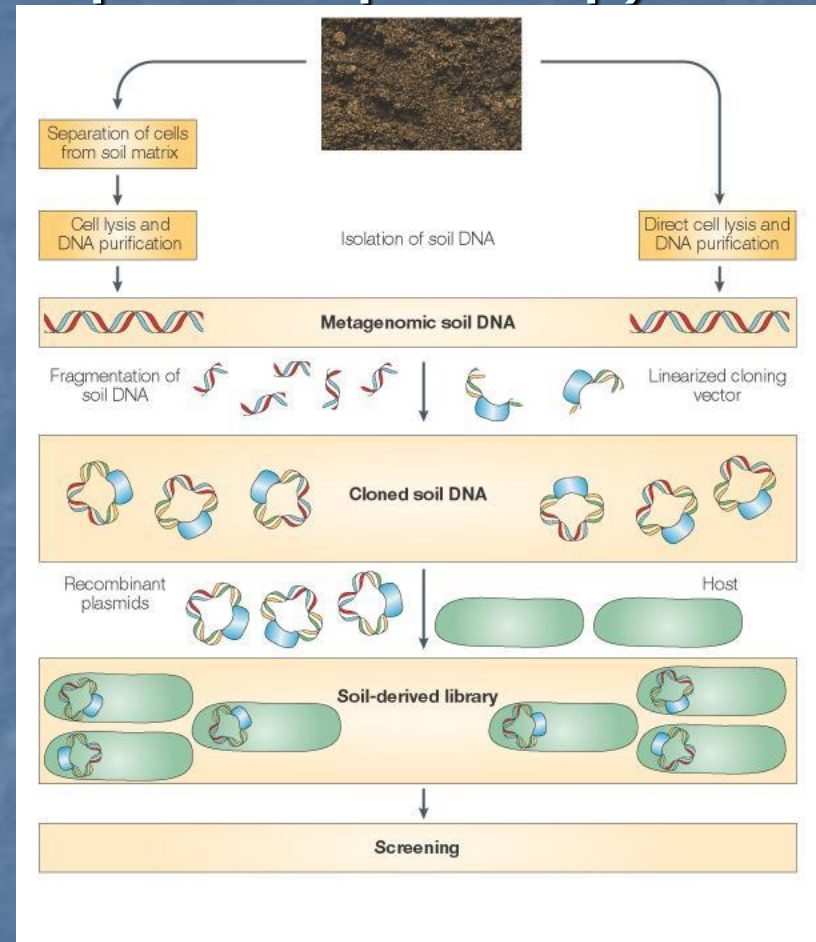 Separation of cells
from soil matrix
Cell lysis and
DNA purification
Isolation of soil DNA
Direct cell lysis and
DNA purification
Metagenomic soil DNA
Fragmentation of
soil DNA
Linearized cloning
vector
Cloned soil DNA
Recombinant
plasmids
Host
Soil-derived library
Screening